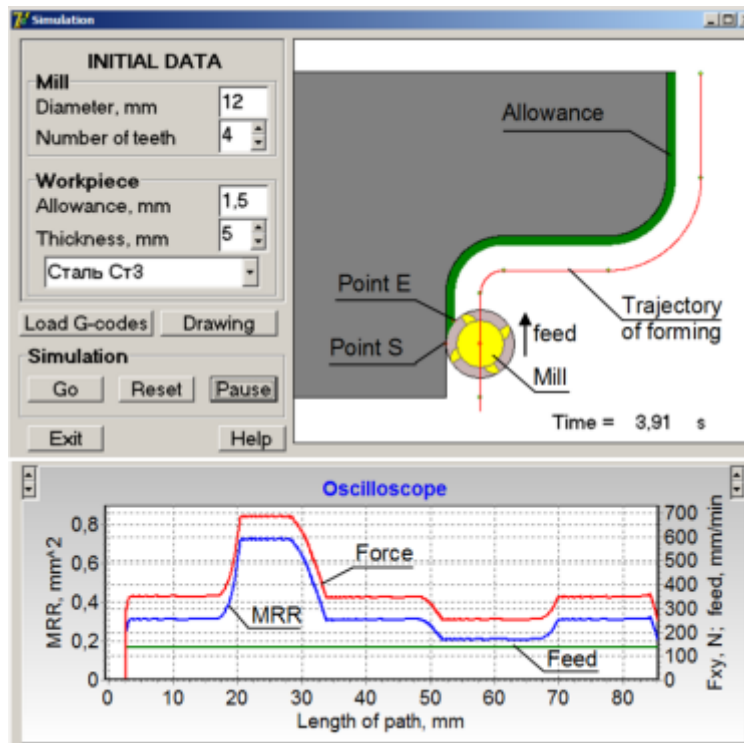 Simulation
INITIAL DATA
Mill
Diameter, mm 12
Number of teeth 4
Workpiece
Allowance, mm 1,5
Thickness, mm 5
Сталь Ст3
Load G-codes Drawing
Simulation
Go Reset Pause
Exit Help
Allowance
Point E
Point S
feed
Mill
Trajectory
of forming
Time = 3,91 s
Oscilloscope
MRR, mm^2
0,8
0,6
0,4
0,2
0
Force
MRR
Feed
700
600
500
400
300
200
100
0
Fxy, N; feed, mm/min
0 10 20 30 40 50 60 70 80
Length of path, mm